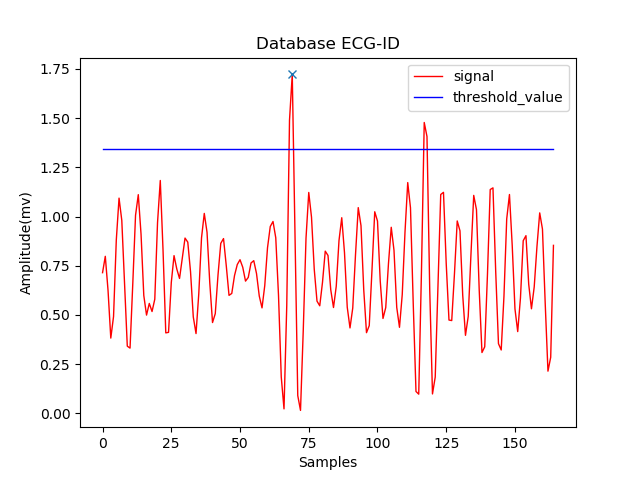 Database ECG-ID
signal
threshold_value
1.75
1.50
1.25
1.00
0.75
0.50
0.25
0.00
Amplitude(mv)
0 25 50 75 100 125 150
Samples